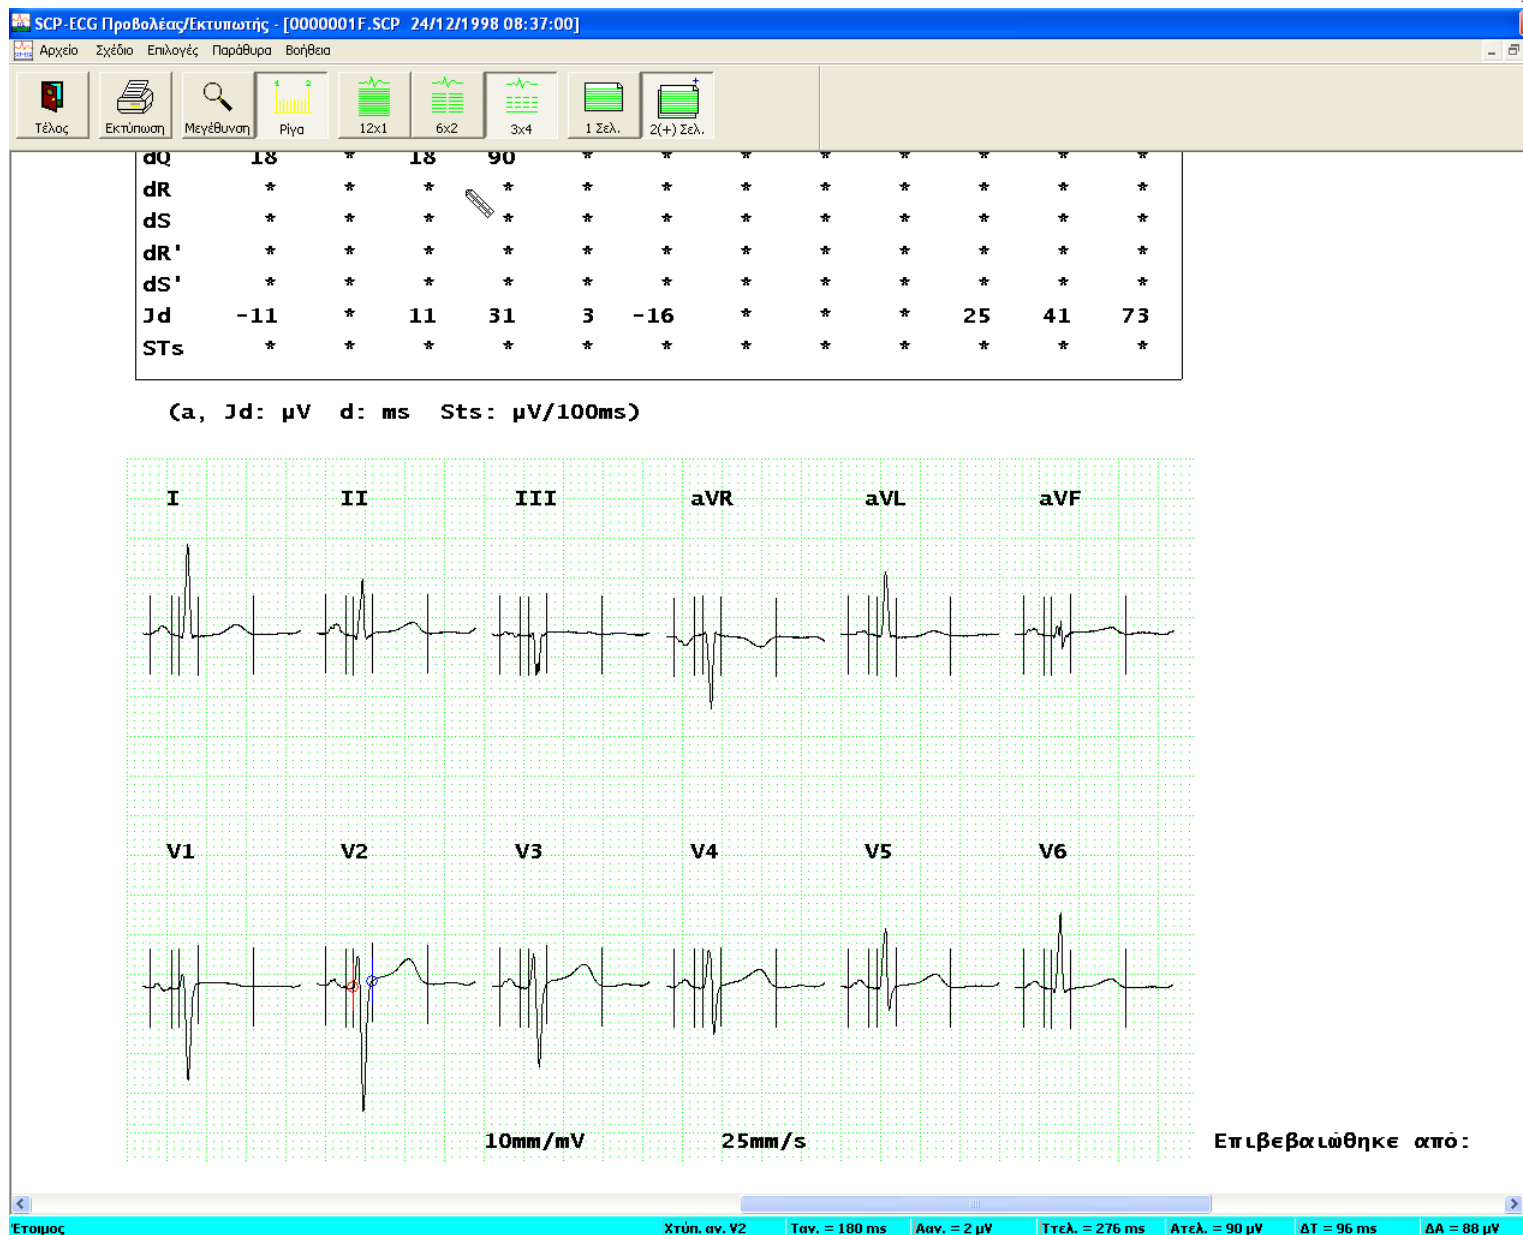 SCP-ECG Προβολέας/Εκτυπωτής - [0000001F.SCP 24/12/1998 08:37:00]
Αρχείο Σχέδιο Επιλογές Παράθυρα Βοήθεια
Τέλος Εκτύπωση Μεγέθυνση Ρίγα 12x1 6x2 3x4 1 Σελ. 2(+) Σελ.
dQ 18 * 18 90 * * * * * * * *
dR * * * * * * * * * * * *
dS * * * * * * * * * * * *
dR' * * * * * * * * * * * *
dS' * * * * * * * * * * * *
Jd -11 * 11 31 3 -16 * * * 25 41 73
STs * * * * * * * * * * * *
(a, Jd: μV d: ms Sts: μV/100ms)
I II III aVR aVL aVF
V1 V2 V3 V4 V5 V6
10mm/mV 25mm/s
Επιβεβαιώθηκε από:
Έτοιμος Χτύπ. αν. V2 Ταν. = 180 ms Ααν. = 2 μV Ττελ. = 276 ms Ατελ. = 90 μV ΔΤ = 96 ms ΔΑ = 88 μV